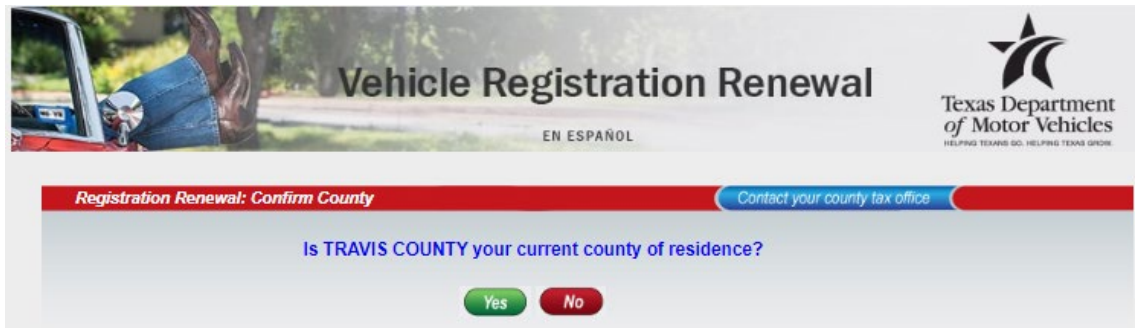 Vehicle Registration Renewal
EN ESPAÑOL
Texas Department
of Motor Vehicles
HELPING TEXANS GO. HELPING TEXAS GROW.
Registration Renewal: Confirm County
Contact your county tax office
Is TRAVIS COUNTY your current county of residence?
Yes
No